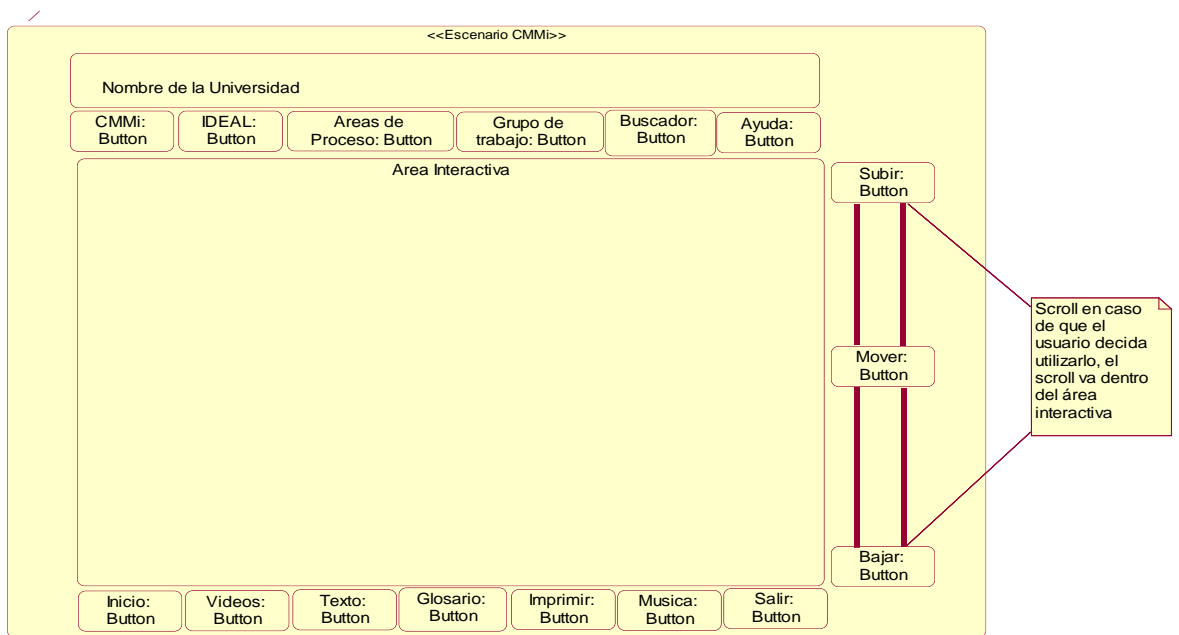 <<Escenario CMMi>>
Nombre de la Universidad
CMMi:
Button
IDEAL:
Button
Areas de
Proceso: Button
Grupo de
trabajo: Button
Buscador:
Button
Ayuda:
Button
Area Interactiva
Subir:
Button
Mover:
Button
Bajar:
Button
Scroll en caso
de que el
usuario decida
utilizarlo, el
scroll va dentro
del área
interactiva
Inicio:
Button
Videos:
Button
Texto:
Button
Glosario:
Button
Imprimir:
Button
Musica:
Button
Salir:
Button